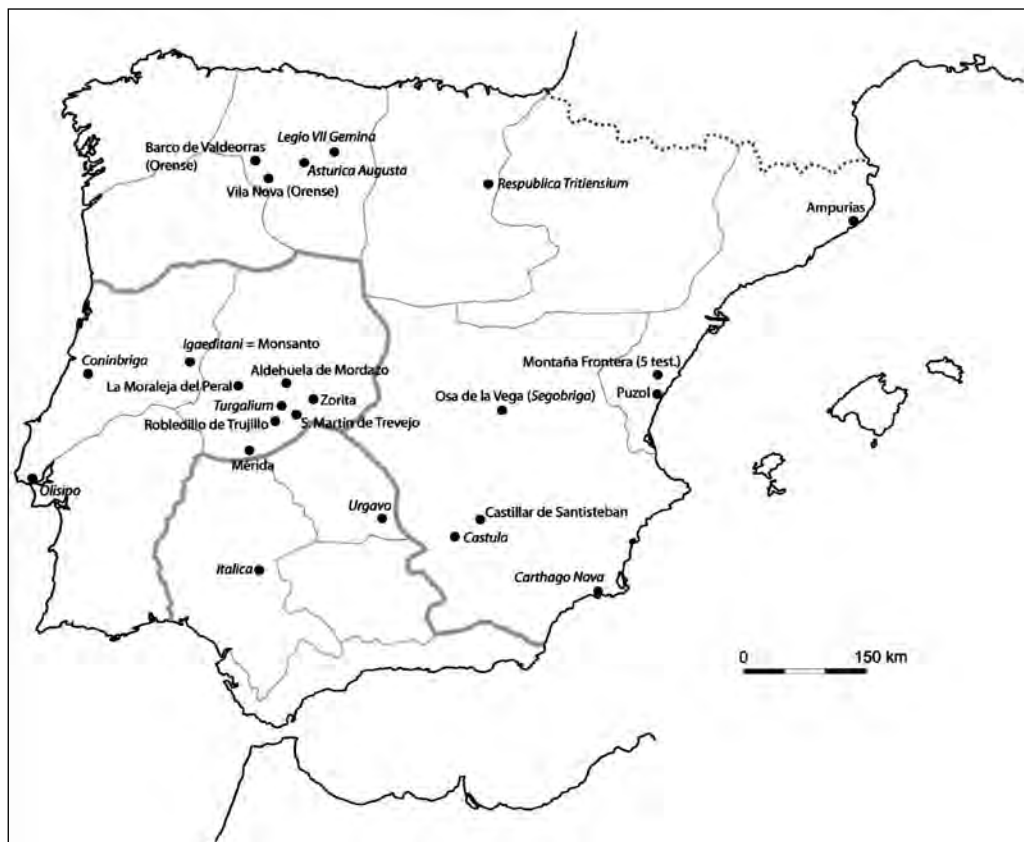 Legio VII Gemina
Barco de Valdeorras
(Orense)
Asturica Augusta
Vila Nova (Orense)
Respublica Tritiensium
Ampurias
Igaeditani = Monsanto
Coninbriga
Aldehuela de Mordazo
La Moraleja del Peral
Zorita
Turgalium
S. Martín de Trevejo
Robledillo de Trujillo
Mérida
Montaña Frontera (5 test.)
Puzol
Osa de la Vega (Segobriga)
Olisipo
Urgavo
Castillar de Santisteban
Castula
Italica
Carthago Nova
0 150 km